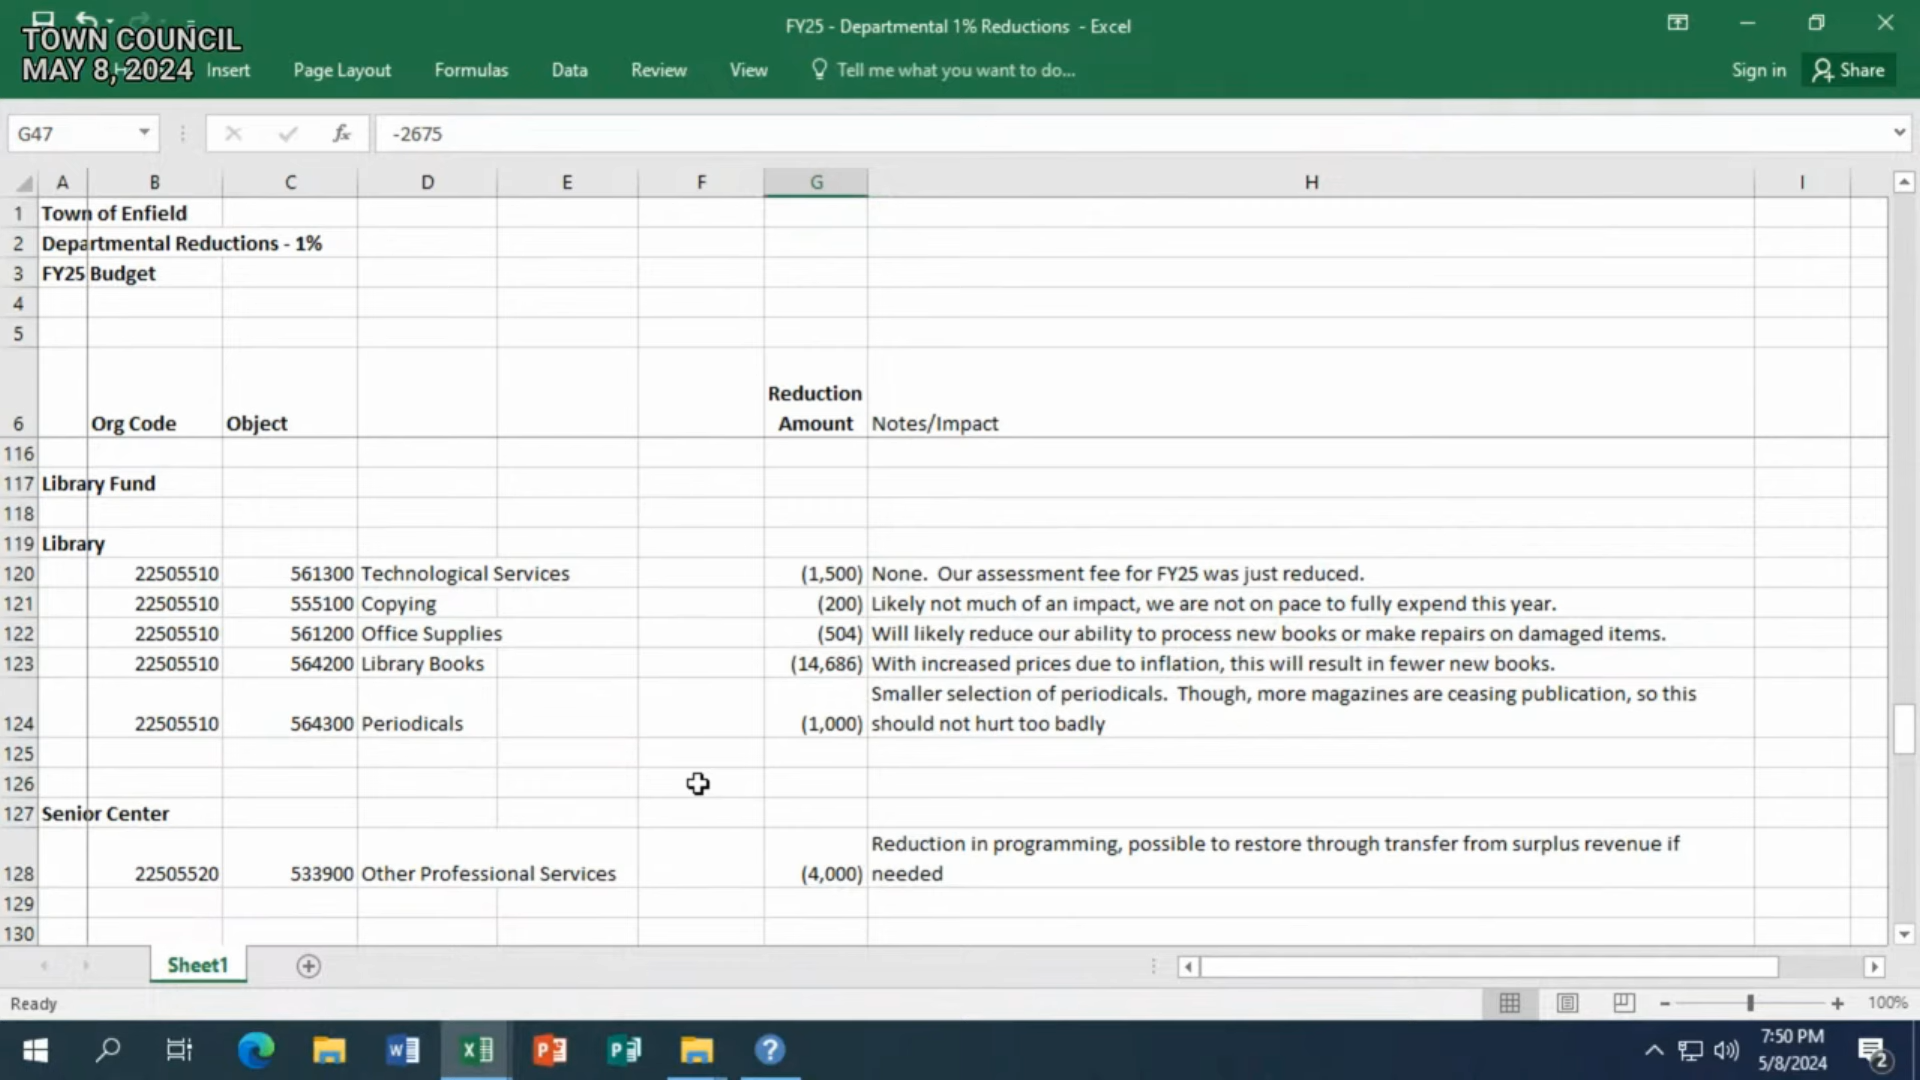 TOWN COUNCIL
MAY 8, 2024
FY25 - Departmental 1% Reductions - Excel
Insert Page Layout Formulas Data Review View Tell me what you want to do... Sign in Share
G47 fx -2675
A B C D E F G H I
1 Town of Enfield
2 Departmental Reductions - 1%
3 FY25 Budget
4
5
Reduction
6 Org Code Object Amount Notes/Impact
116
117 Library Fund
118
119 Library
120 22505510 561300 Technological Services (1,500) None. Our assessment fee for FY25 was just reduced.
121 22505510 555100 Copying (200) Likely not much of an impact, we are not on pace to fully expend this year.
122 22505510 561200 Office Supplies (504) Will likely reduce our ability to process new books or make repairs on damaged items.
123 22505510 564200 Library Books (14,686) With increased prices due to inflation, this will result in fewer new books.
Smaller selection of periodicals. Though, more magazines are ceasing publication, so this
124 22505510 564300 Periodicals (1,000) should not hurt too badly
125
126
127 Senior Center
Reduction in programming, possible to restore through transfer from surplus revenue if
128 22505520 533900 Other Professional Services (4,000) needed
129
130
Sheet1
Ready 100%
7:50 PM
5/8/2024
2